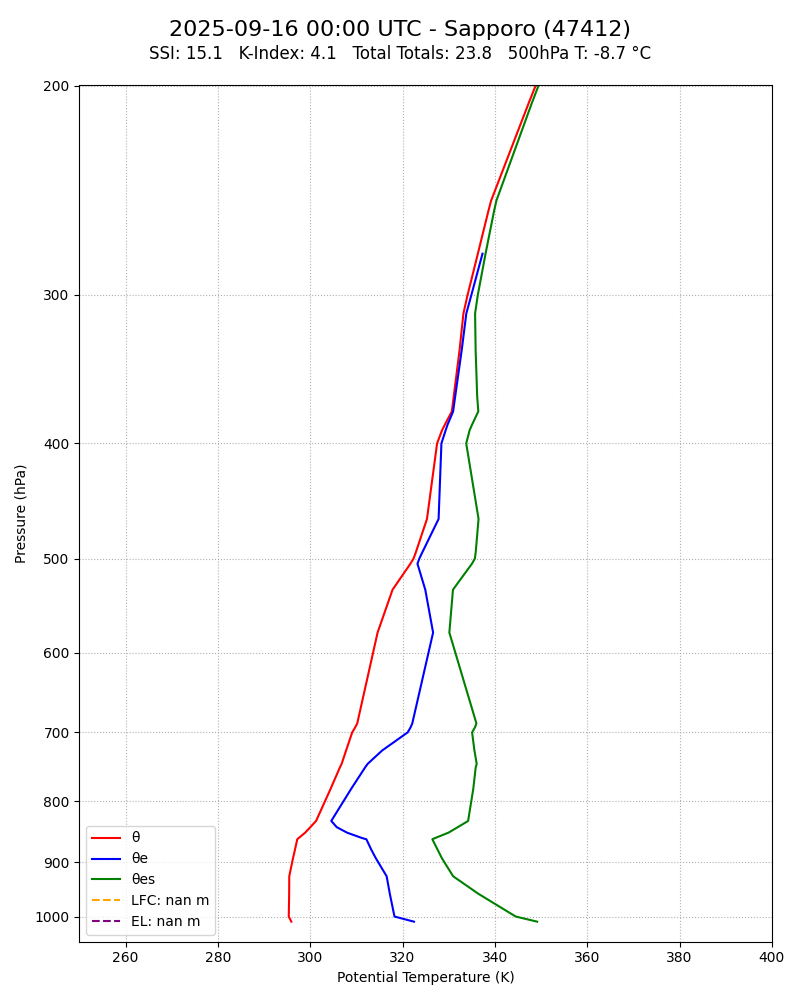 2025-09-16 00:00 UTC - Sapporo (47412)
SSI: 15.1 K-Index: 4.1 Total Totals: 23.8 500hPa T: -8.7 °C
200
300
400
500
600
700
800
900
1000
Pressure (hPa)
θ
θe
θes
LFC: nan m
EL: nan m
260 280 300 320 340 360 380 400
Potential Temperature (K)